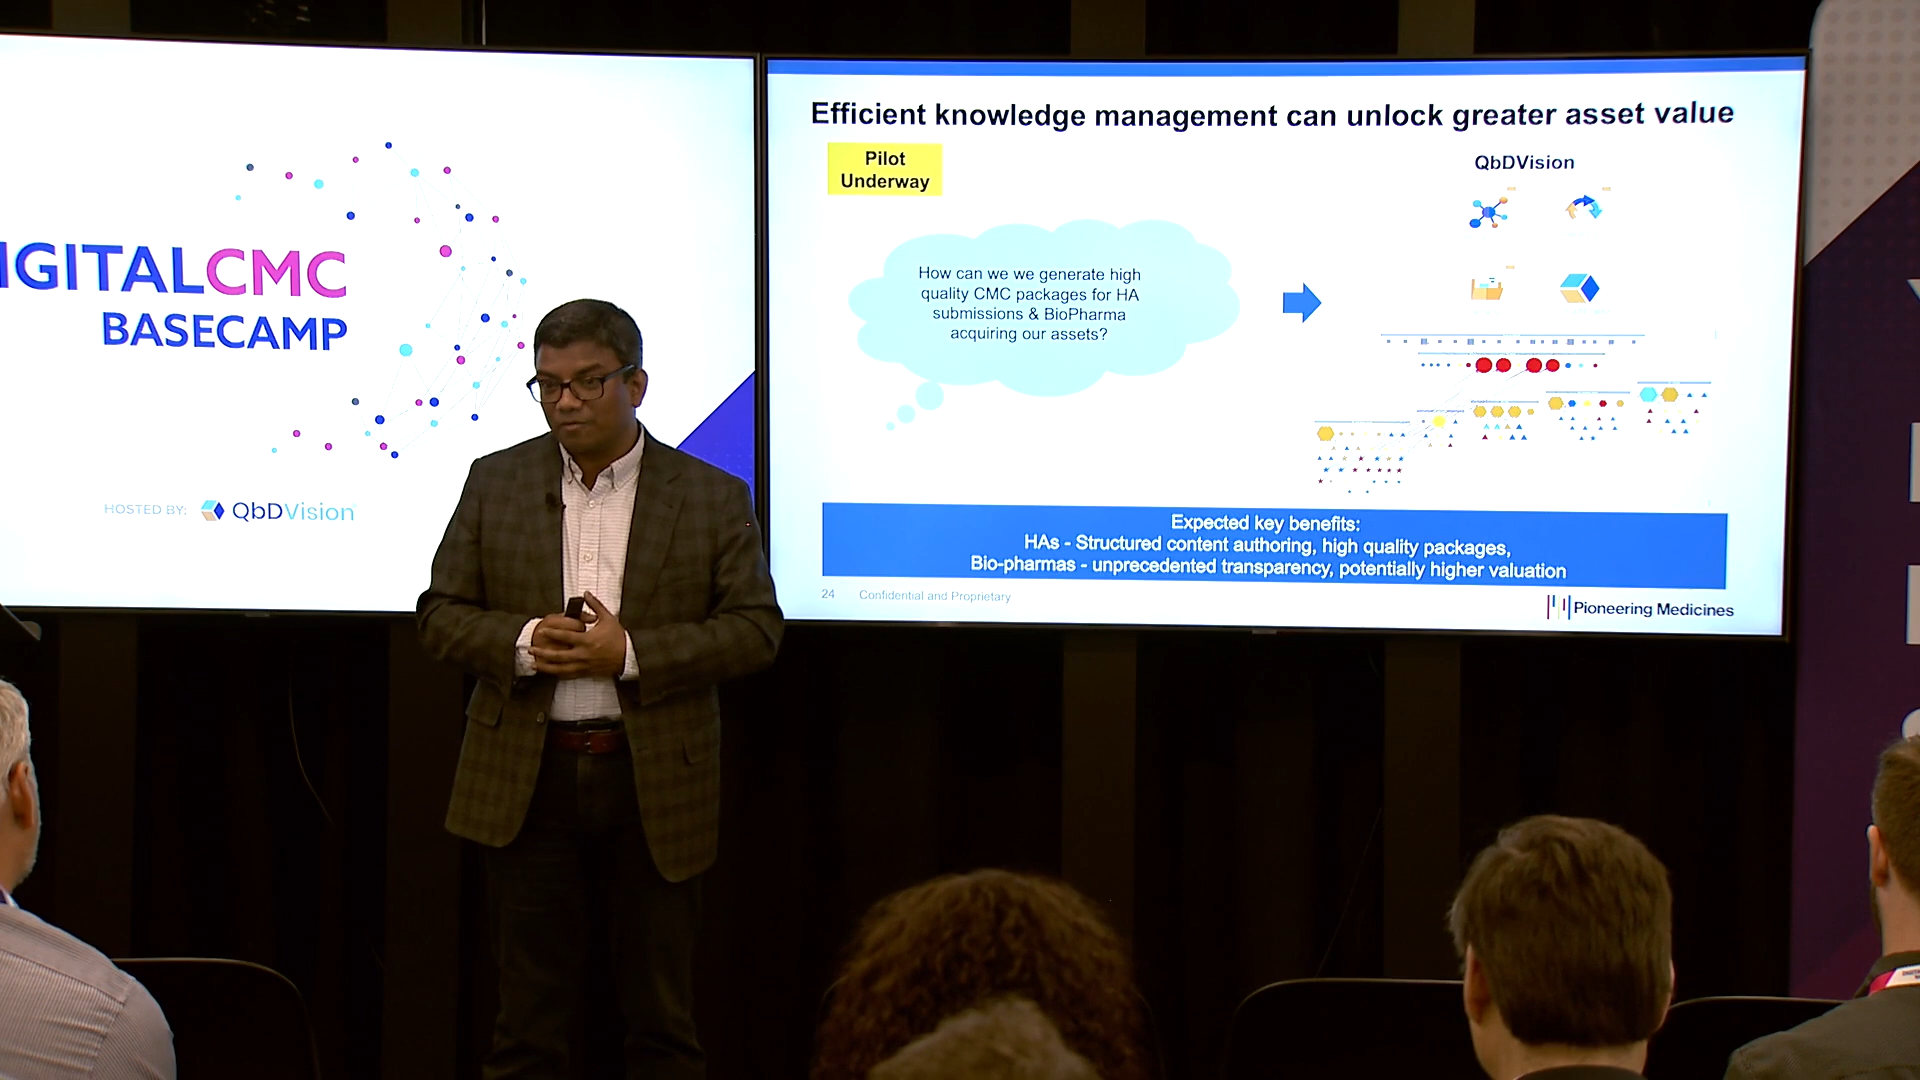 IGITALCMC
BASECAMP
HOSTED BY: QbDVision
Efficient knowledge management can unlock greater asset value
Pilot
Underway
QbDVision
How can we we generate high
quality CMC packages for HA
submissions & BioPharma
acquiring our assets?
Expected key benefits:
HAs - Structured content authoring, high quality packages,
Bio-pharmas - unprecedented transparency, potentially higher valuation
24 Confidential and Proprietary
Pioneering Medicines